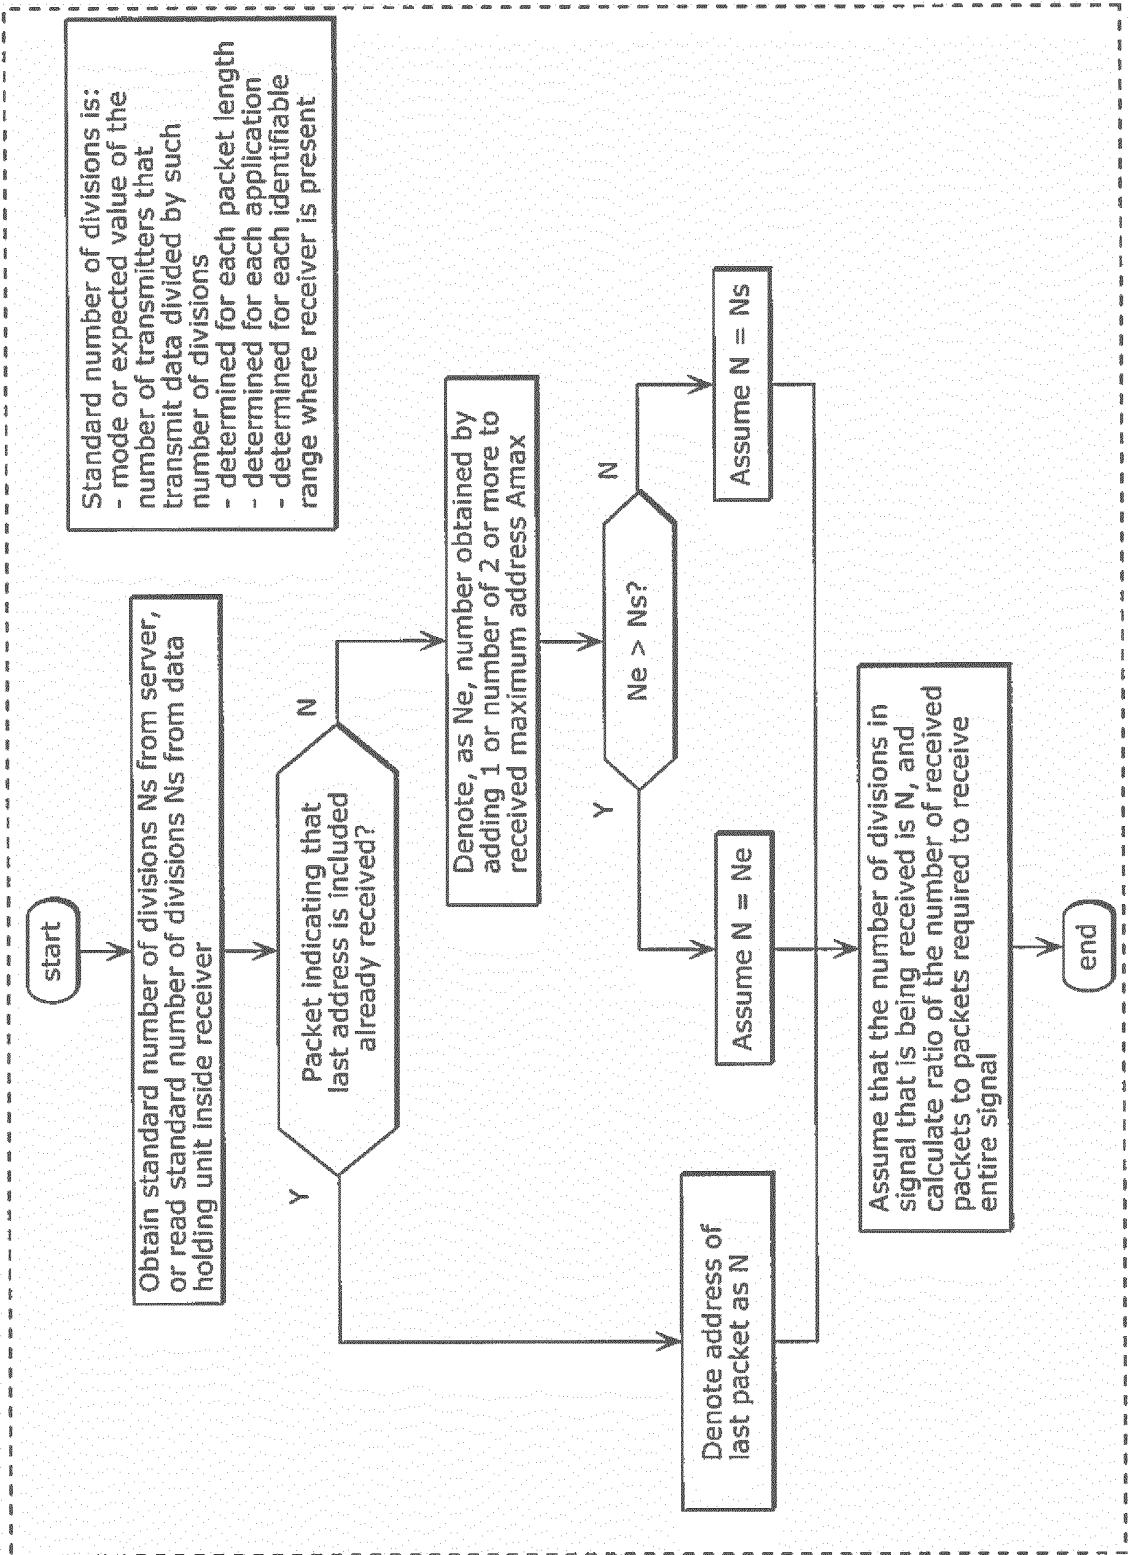 start
Obtain standard number of divisions Ns from server,
or read standard number of divisions Ns from data
holding unit inside receiver
Standard number of divisions is:
- mode or expected value of the
number of transmitters that
transmit data divided by such
number of divisions
- determined for each packet length
- determined for each application
- determined for each identifiable
range where receiver is present
Packet indicating that
last address is included
already received?
Y
N
Denote, as Ne, number obtained by
adding 1 or number of 2 or more to
received maximum address Amax
Ne > Ns?
Y
N
Denote address of
last packet as N
Assume N = Ne
Assume N = Ns
Assume that the number of divisions in
signal that is being received is N, and
calculate ratio of the number of received
packets to packets required to receive
entire signal
end